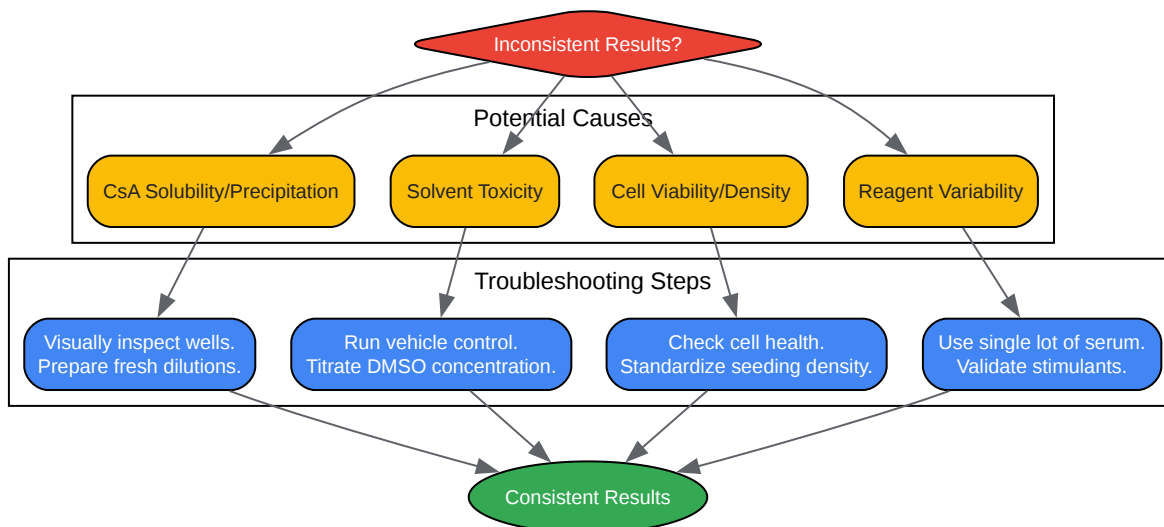 Inconsistent Results?
Potential Causes
CsA Solubility/Precipitation
Solvent Toxicity
Cell Viability/Density
Reagent Variability
Troubleshooting Steps
Visually inspect wells.
Prepare fresh dilutions.
Run vehicle control.
Titrate DMSO concentration.
Check cell health.
Standardize seeding density.
Use single lot of serum.
Validate stimulants.
Consistent Results